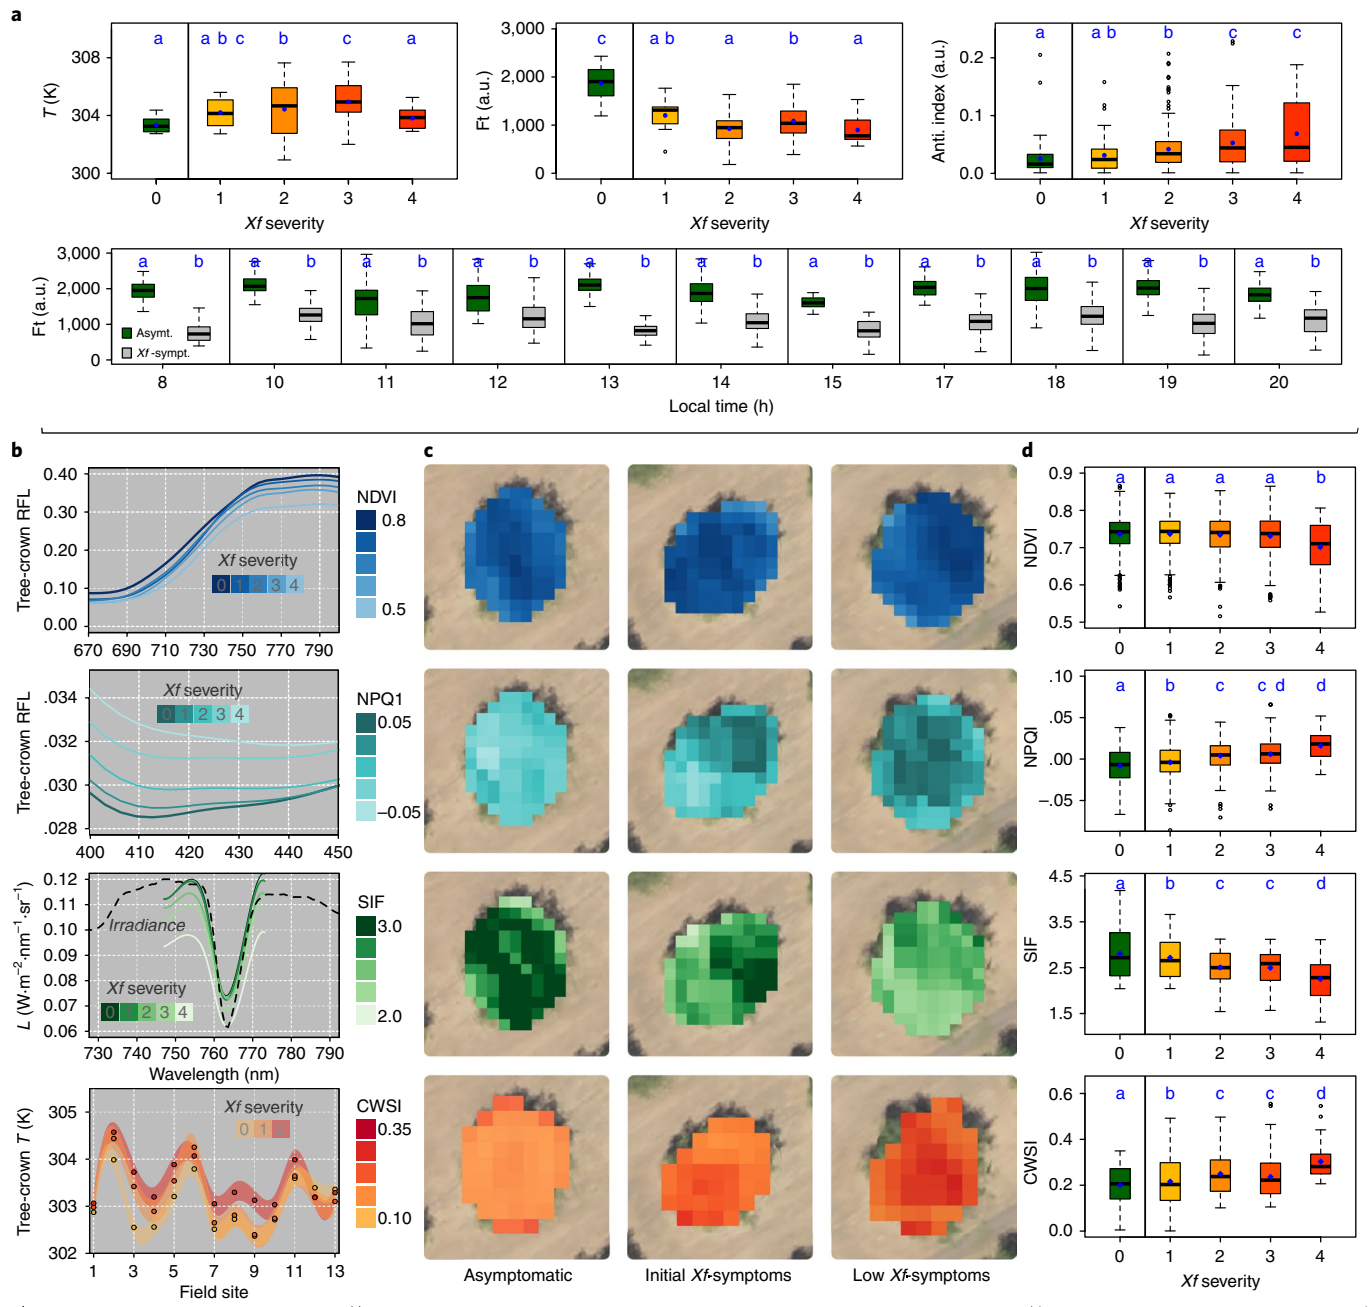 a
T (K)
308
304
300
a
a b c
b
c
a
0 1 2 3 4
Xf severity
Ft (a.u.)
3,000
2,000
1,000
0
c
a b
a
b
a
0 1 2 3 4
Xf severity
Anti. index (a.u.)
0.2
0.1
0.0
a
a b
b
c
c
0 1 2 3 4
Xf severity
Ft (a.u.)
3,000
2,000
1,000
0
a b a b a b a b a b a b a b a b a b a b a b
Asymt.
Xf-sympt.
8 10 11 12 13 14 15 17 18 19 20
Local time (h)
b
Tree-crown RFL
0.40
0.30
0.20
0.10
0.00
Xf severity
0 1 2 3 4
670 690 710 730 750 770 790
NDVI
0.8
0.5
Tree-crown RFL
.034
.032
.030
.028
Xf severity
0 1 2 3 4
400 410 420 430 440 450
NPQ1
0.05
–0.05
L (W·m−2·nm−1·sr−1)
0.12
0.11
0.10
0.09
0.08
0.07
0.06
Irradiance
Xf severity
0 1 2 3 4
730 740 750 760 770 780 790
Wavelength (nm)
SIF
3.0
2.0
Tree-crown T (K)
305
304
303
302
Xf severity
0 1
1 3 5 7 9 11 13
Field site
CWSI
0.35
0.10
c
Asymptomatic
Initial Xf-symptoms
Low Xf-symptoms
d
NDVI
0.9
0.8
0.7
0.6
0.5
a a a a b
0 1 2 3 4
NPQI
.10
.05
.00
–.05
a b c c d d
0 1 2 3 4
SIF
4.5
3.5
2.5
1.5
a b c c d
0 1 2 3 4
CWSI
0.6
0.4
0.2
0.0
a b c c d
0 1 2 3 4
Xf severity